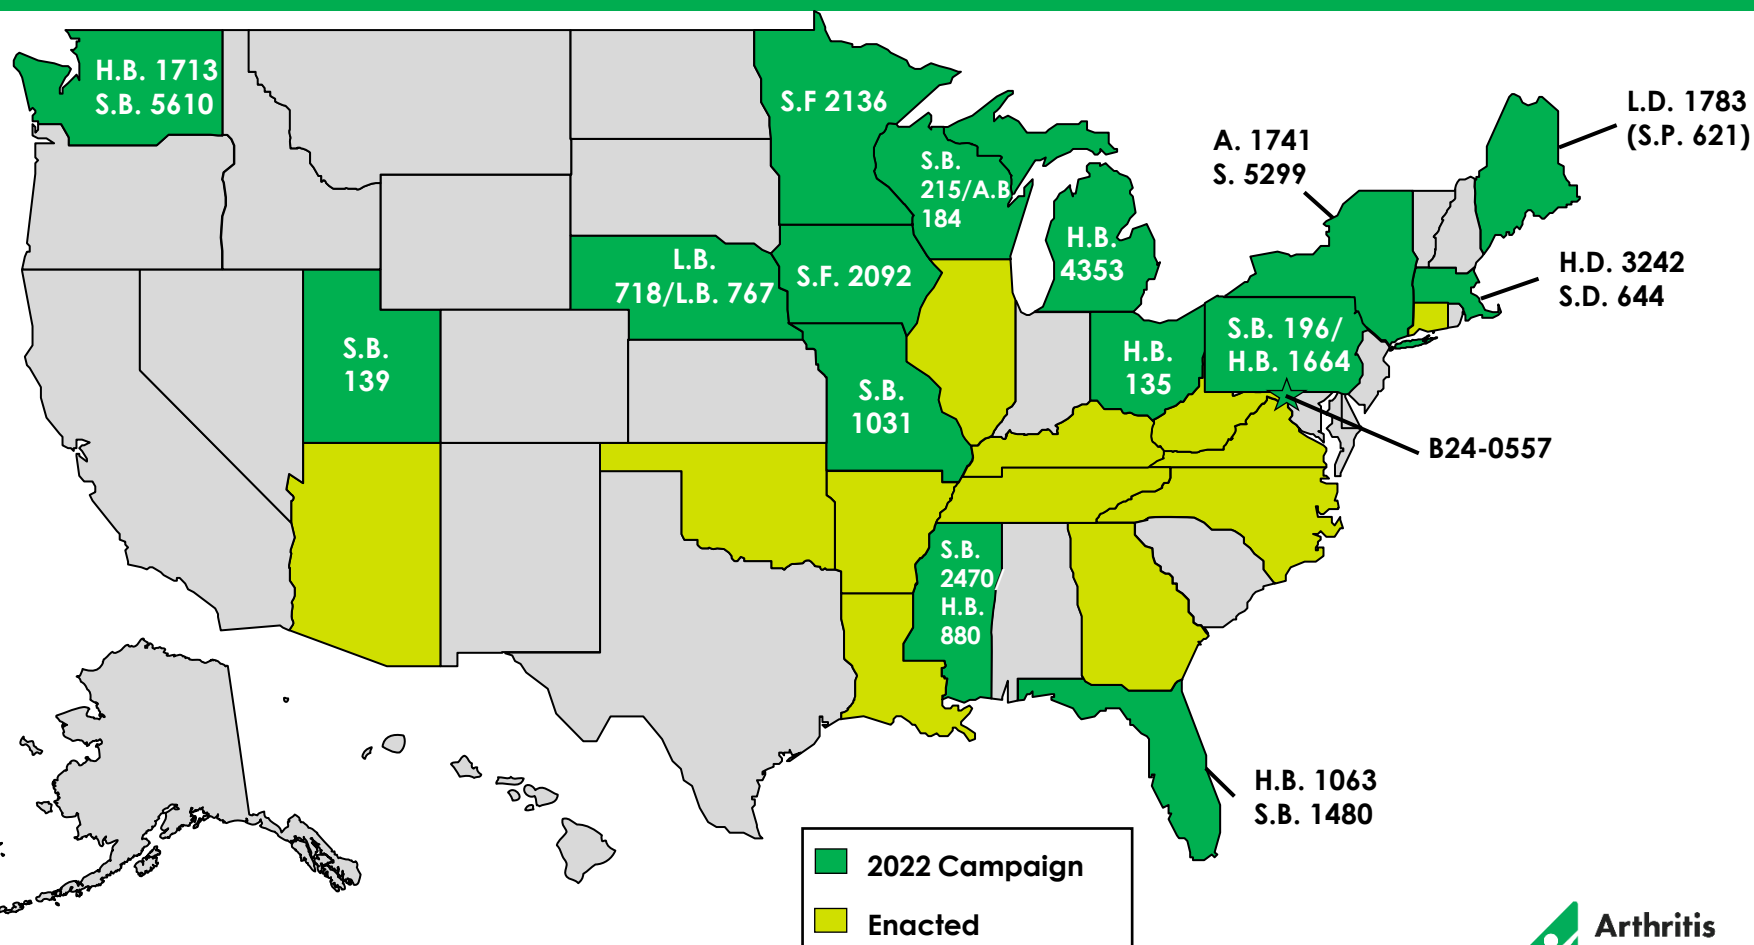 H.B. 1713
S.B. 5610
S.F 2136
S.B.
215/A.B
184
H.B.
4353
A. 1741
S. 5299
L.D. 1783
(S.P. 621)
H.D. 3242
S.D. 644
L.B.
718/L.B. 767
S.F. 2092
S.B.
139
S.B.
1031
H.B.
135
S.B. 196/
H.B. 1664
B24-0557
S.B.
2470/
H.B.
880
H.B. 1063
S.B. 1480
2022 Campaign
Enacted
Arthritis